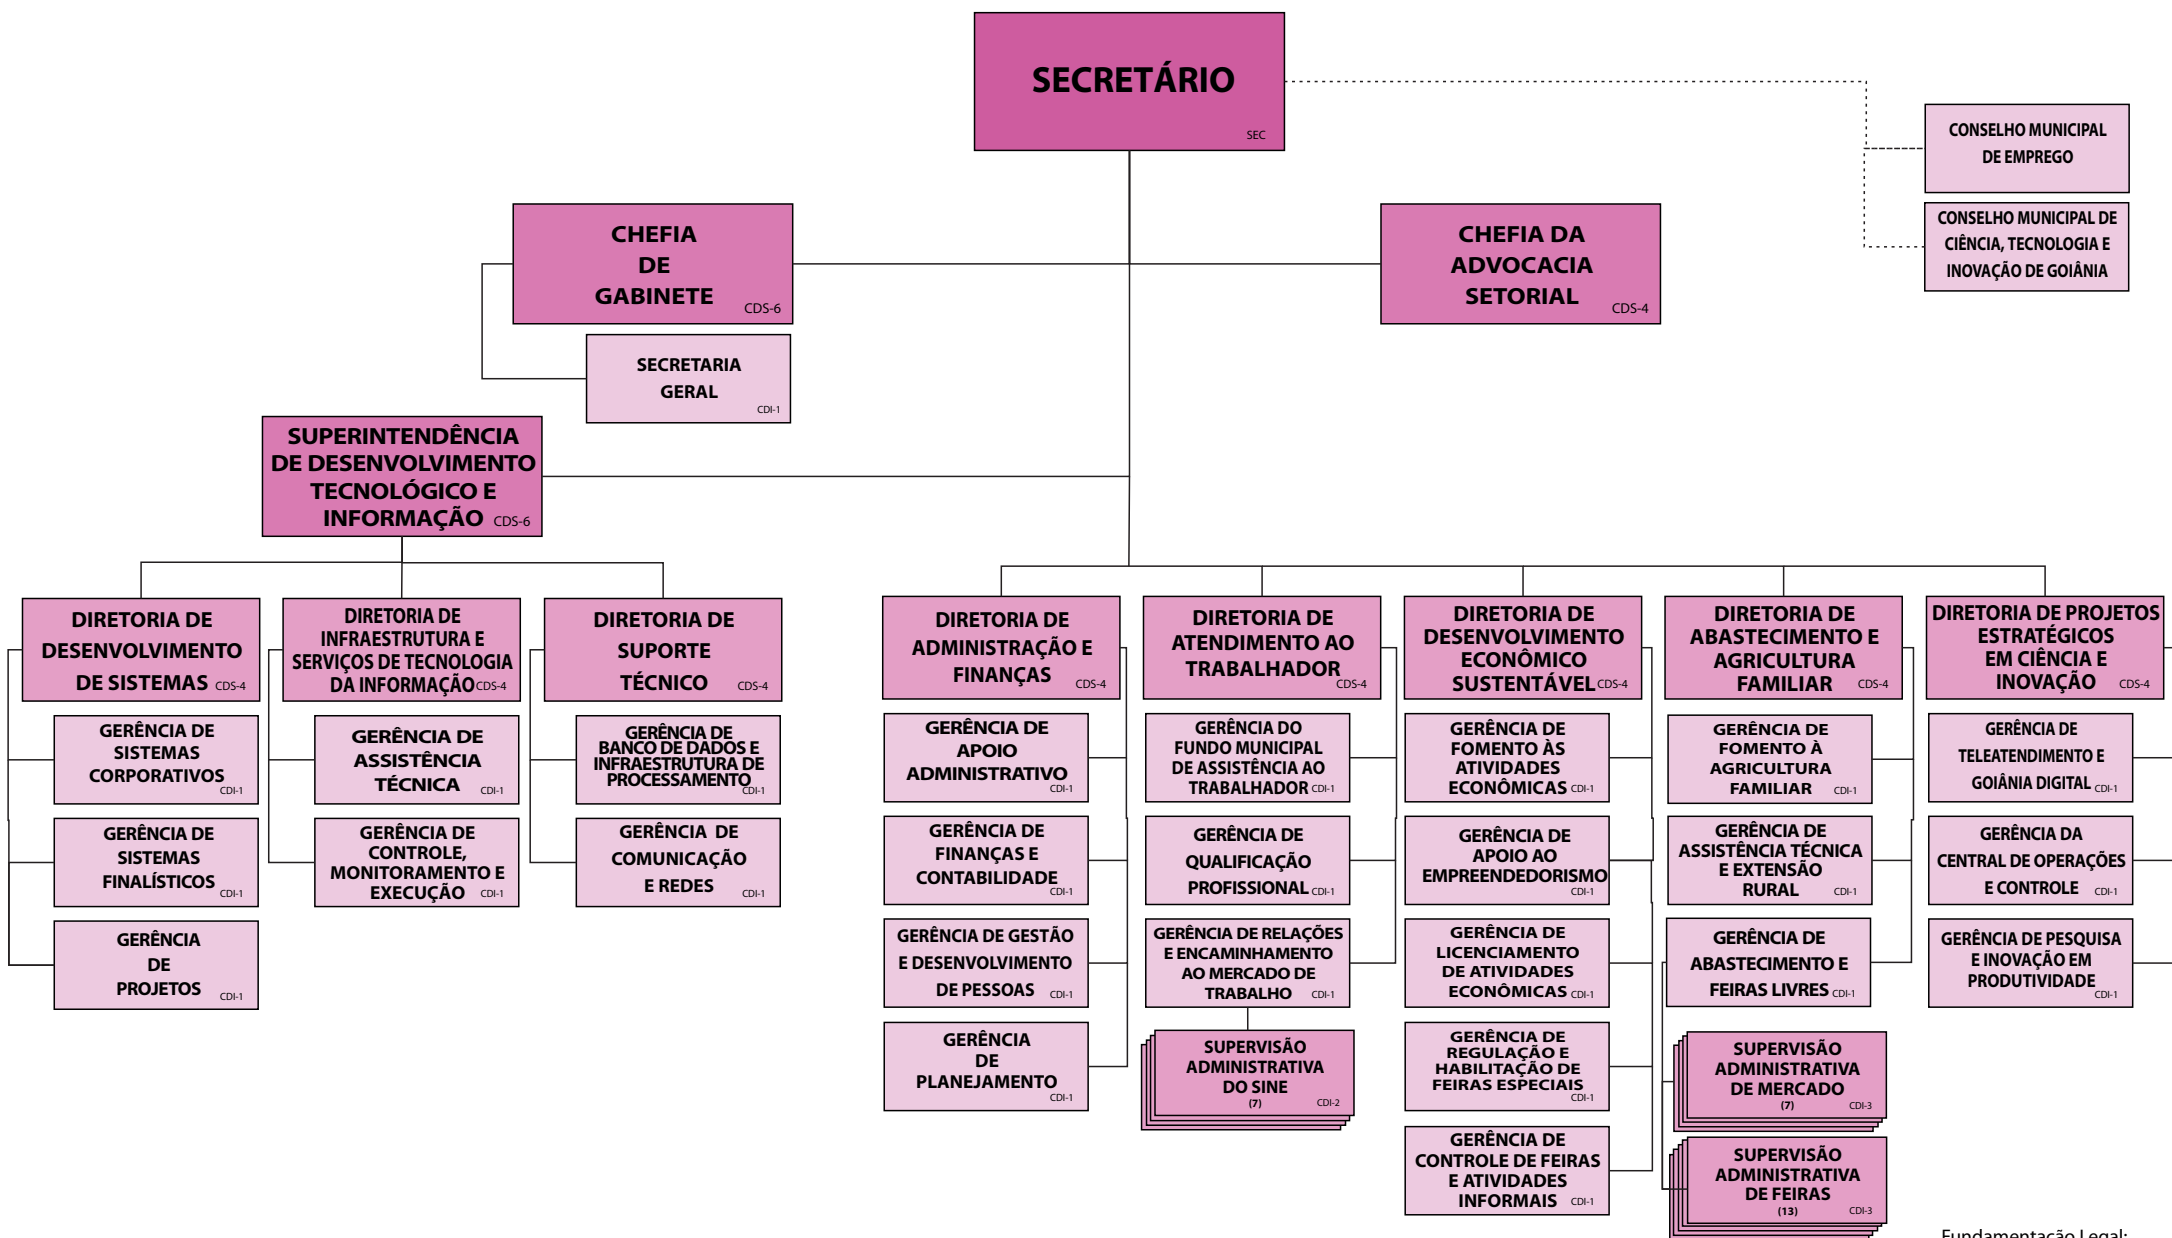 SECRETÁRIO
SEC
CONSELHO MUNICIPAL
DE EMPREGO
CONSELHO MUNICIPAL DE
CIÊNCIA, TECNOLOGIA E
INOVAÇÃO DE GOIÂNIA
CHEFIA
DE
GABINETE
CDS-6
CHEFIA DA
ADVOCACIA
SETORIAL
CDS-4
SECRETARIA
GERAL
CDI-1
SUPERINTENDÊNCIA
DE DESENVOLVIMENTO
TECNOLÓGICO E
INFORMAÇÃO CDS-6
DIRETORIA DE
DESENVOLVIMENTO
DE SISTEMAS CDS-4
GERÊNCIA DE
SISTEMAS
CORPORATIVOS
CDI-1
GERÊNCIA DE
SISTEMAS
FINALÍSTICOS
CDI-1
GERÊNCIA
DE
PROJETOS
CDI-1
DIRETORIA DE
INFRAESTRUTURA E
SERVIÇOS DE TECNOLOGIA
DA INFORMAÇÃO CDS-4
GERÊNCIA DE
ASSISTÊNCIA
TÉCNICA CDI-1
GERÊNCIA DE
CONTROLE,
MONITORAMENTO E
EXECUÇÃO CDI-1
DIRETORIA DE
SUPORTE
TÉCNICO CDS-4
GERÊNCIA DE
BANCO DE DADOS E
INFRAESTRUTURA DE
PROCESSAMENTO
CDI-1
GERÊNCIA DE
COMUNICAÇÃO
E REDES CDI-1
DIRETORIA DE
ADMINISTRAÇÃO E
FINANÇAS CDS-4
GERÊNCIA DE
APOIO
ADMINISTRATIVO
CDI-1
GERÊNCIA DE
FINANÇAS E
CONTABILIDADE
CDI-1
GERÊNCIA DE GESTÃO
E DESENVOLVIMENTO
DE PESSOAS CDI-1
GERÊNCIA
DE
PLANEJAMENTO
CDI-1
DIRETORIA DE
ATENDIMENTO AO
TRABALHADOR
CDS-4
GERÊNCIA DO
FUNDO MUNICIPAL
DE ASSISTÊNCIA AO
TRABALHADOR CDI-1
GERÊNCIA DE
QUALIFICAÇÃO
PROFISSIONAL CDI-1
GERÊNCIA DE RELAÇÕES
E ENCAMINHAMENTO
AO MERCADO DE
TRABALHO CDI-1
SUPERVISÃO
ADMINISTRATIVA
DO SINE
(7) CDI-2
DIRETORIA DE
DESENVOLVIMENTO
ECONÔMICO
SUSTENTÁVEL CDS-4
GERÊNCIA DE
FOMENTO ÀS
ATIVIDADES
ECONÔMICAS CDI-1
GERÊNCIA DE
APOIO AO
EMPREENDEDORISMO
CDI-1
GERÊNCIA DE
LICENCIAMENTO
DE ATIVIDADES
ECONÔMICAS CDI-1
GERÊNCIA DE
REGULAÇÃO E
HABILITAÇÃO DE
FEIRAS ESPECIAIS
CDI-1
GERÊNCIA DE
CONTROLE DE FEIRAS
E ATIVIDADES
INFORMAIS CDI-1
DIRETORIA DE
ABASTECIMENTO E
AGRICULTURA
FAMILIAR CDS-4
GERÊNCIA DE
FOMENTO À
AGRICULTURA
FAMILIAR CDI-1
GERÊNCIA DE
ASSISTÊNCIA TÉCNICA
E EXTENSÃO
RURAL CDI-1
GERÊNCIA DE
ABASTECIMENTO E
FEIRAS LIVRES CDI-1
SUPERVISÃO
ADMINISTRATIVA
DE MERCADO
(7) CDI-3
SUPERVISÃO
ADMINISTRATIVA
DE FEIRAS
(13) CDI-3
DIRETORIA DE PROJETOS
ESTRATÉGICOS
EM CIÊNCIA E
INOVAÇÃO CDS-4
GERÊNCIA DE
TELEATENDIMENTO E
GOIÂNIA DIGITAL CDI-1
GERÊNCIA DA
CENTRAL DE OPERAÇÕES
E CONTROLE CDI-1
GERÊNCIA DE PESQUISA
E INOVAÇÃO EM
PRODUTIVIDADE
CDI-1
Fundamentação Legal: